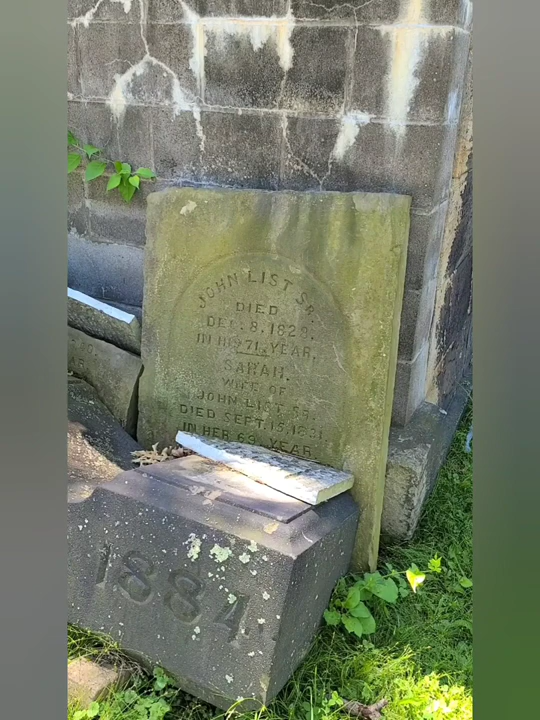 JOHN LIST SR.
DIED
DEC. 8, 1829,
IN HIS 71, YEAR,
SARAH,
WIFE OF
JOHN LIST SR.
DIED SEPT. 15, 1831,
IN HER 69, YEAR
1884.